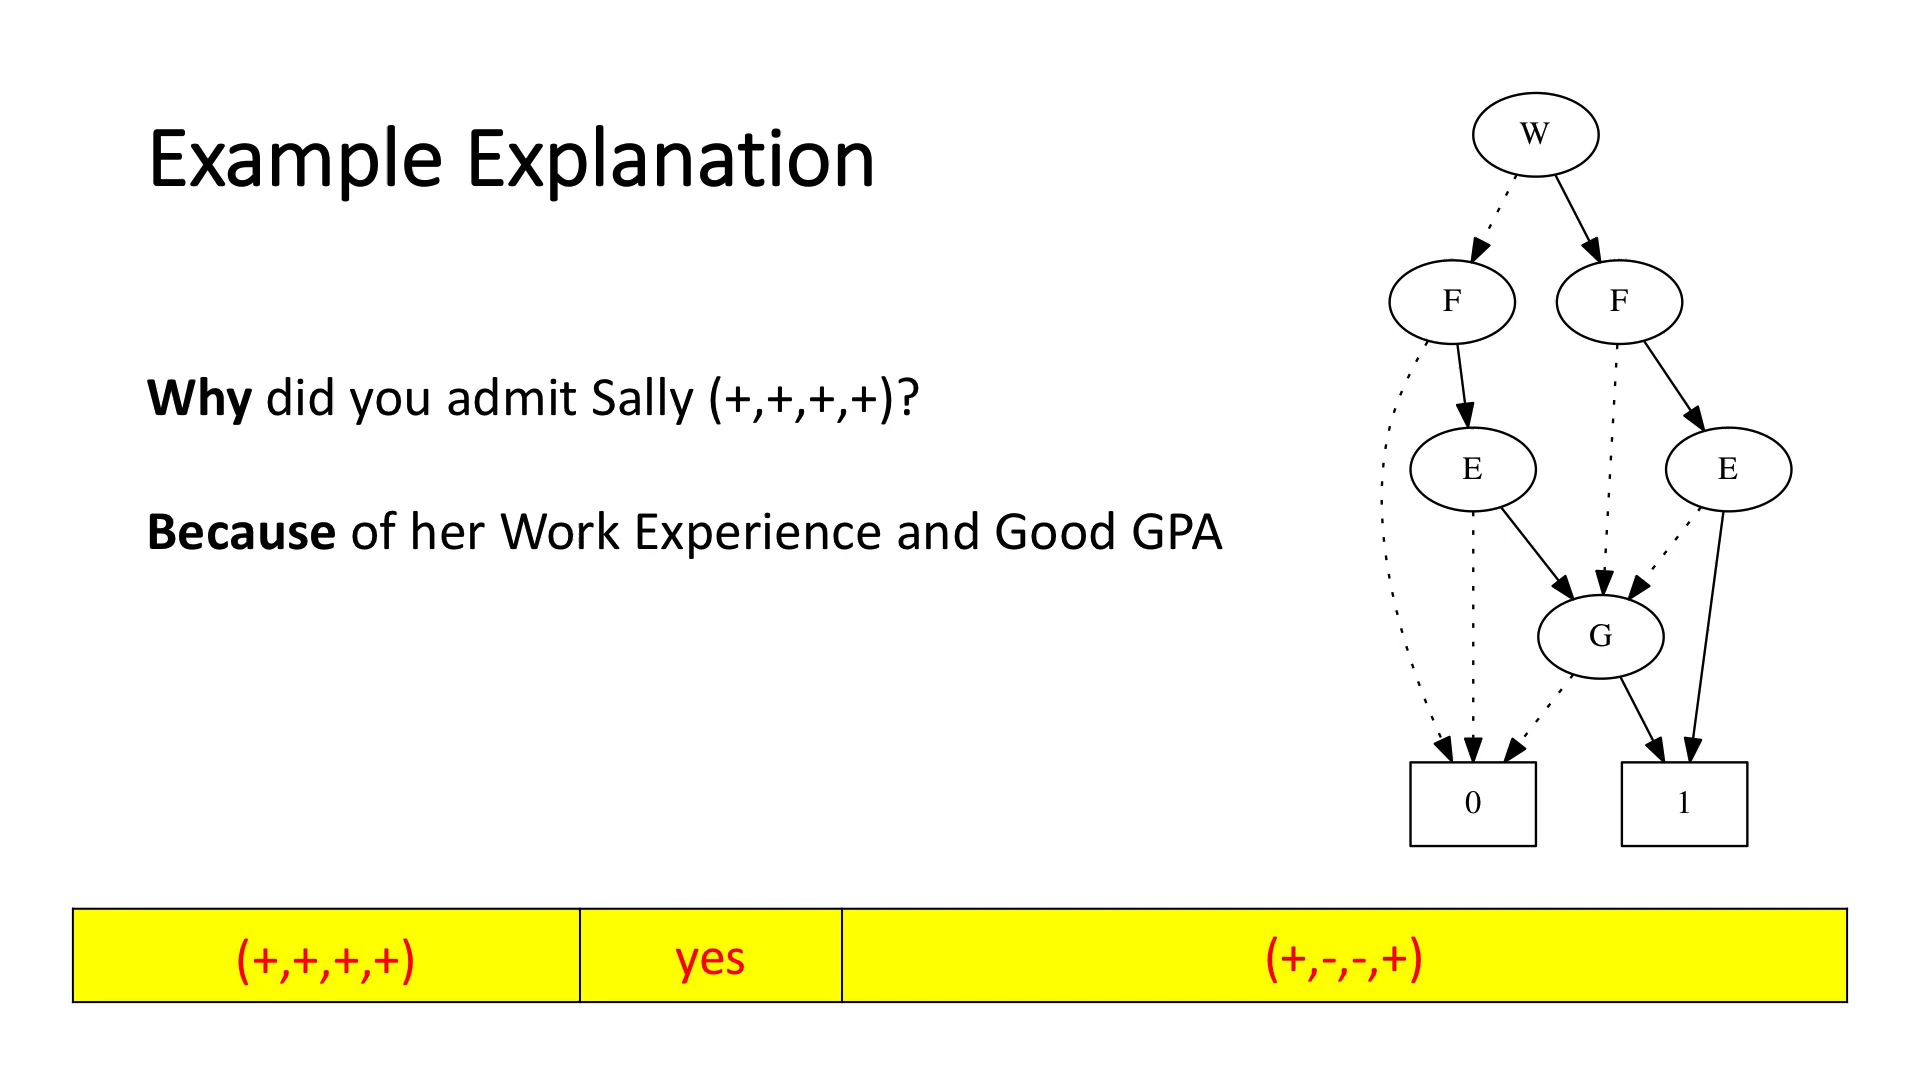 Example Explanation
Why did you admit Sally (+,+,+,+)?
Because of her Work Experience and Good GPA
W
F F
E E
G
0 1
(+,+,+,+) yes (+,-,-,+)